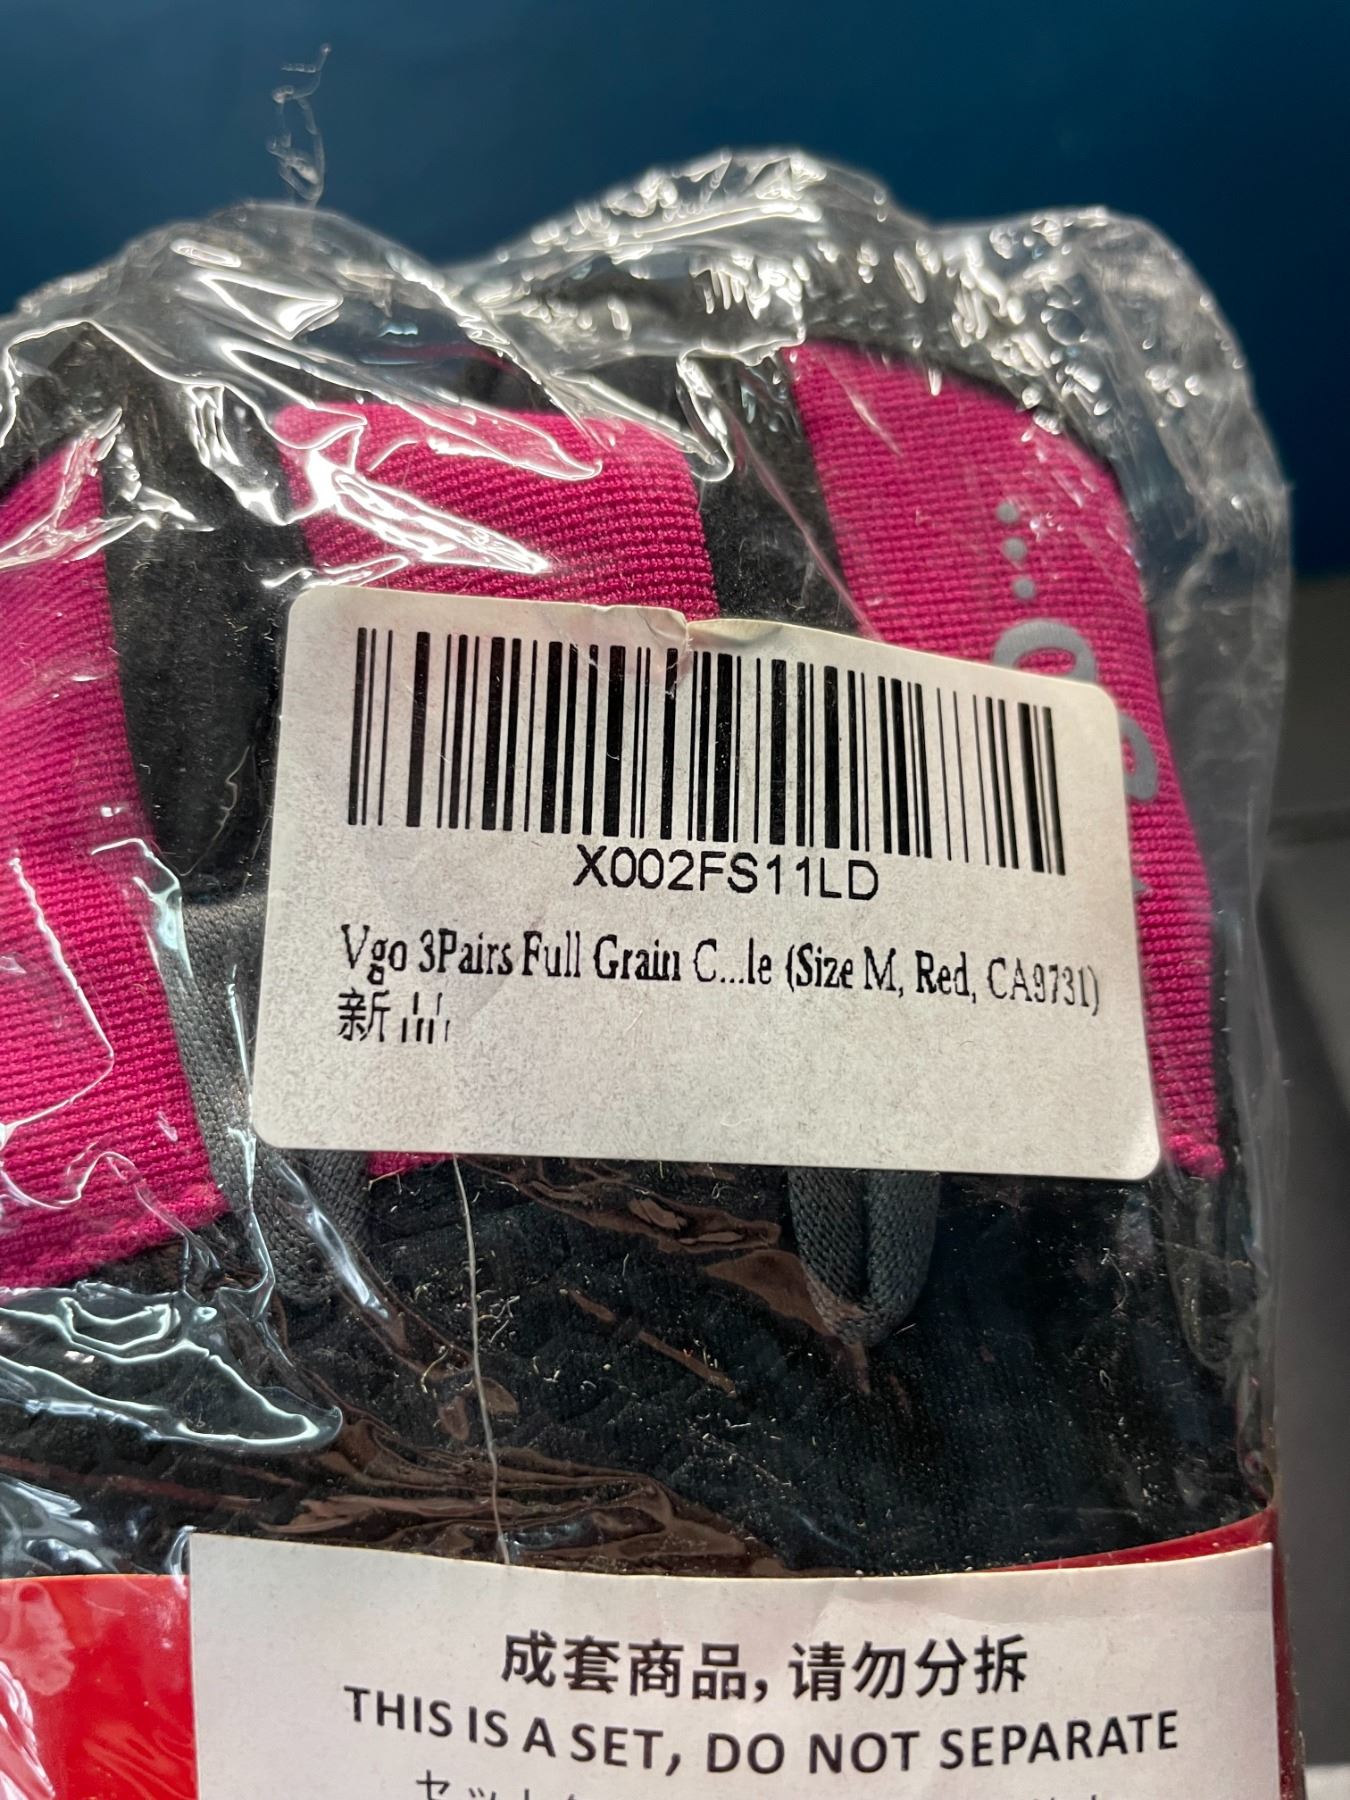 X002FS11LD
Vgo 3Pairs Full Grain C...le (Size M, Red, CA9731)
新品
成套商品，请勿分拆
THIS IS A SET, DO NOT SEPARATE